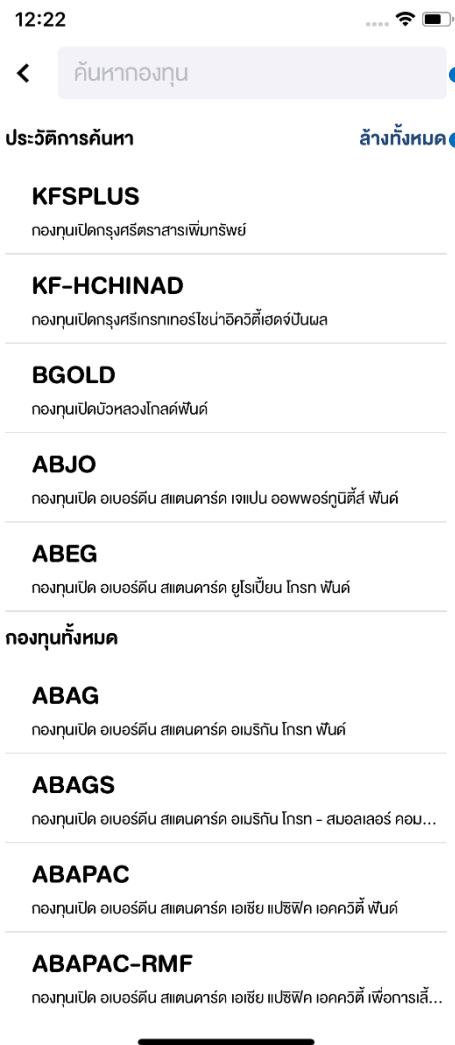 12:22
ค้นหากองทุน
ประวัติการค้นหา ล้างทั้งหมด
KFSPLUS
กองทุนเปิดกรุงศรีตราสารเพิ่มทรัพย์
KF-HCHINAD
กองทุนเปิดกรุงศรีเกรทเทอร์ไชน่าอิควิตี้เฮดจ์ปันผล
BGOLD
กองทุนเปิดบัวหลวงโกลด์ฟันด์
ABJO
กองทุนเปิด อเบอร์ดีน สแตนดาร์ด เจแปน ออพพอร์ทูนิตี้ส์ ฟันด์
ABEG
กองทุนเปิด อเบอร์ดีน สแตนดาร์ด ยูโรเปี้ยน โกรท ฟันด์
กองทุนทั้งหมด
ABAG
กองทุนเปิด อเบอร์ดีน สแตนดาร์ด อเมริกัน โกรท ฟันด์
ABAGS
กองทุนเปิด อเบอร์ดีน สแตนดาร์ด อเมริกัน โกรท - สมอลเลอร์ คอม...
ABAPAC
กองทุนเปิด อเบอร์ดีน สแตนดาร์ด เอเชีย แปซิฟิค เอคควิตี้ ฟันด์
ABAPAC-RMF
กองทุนเปิด อเบอร์ดีน สแตนดาร์ด เอเชีย แปซิฟิค เอคควิตี้ เพื่อการเลี้...